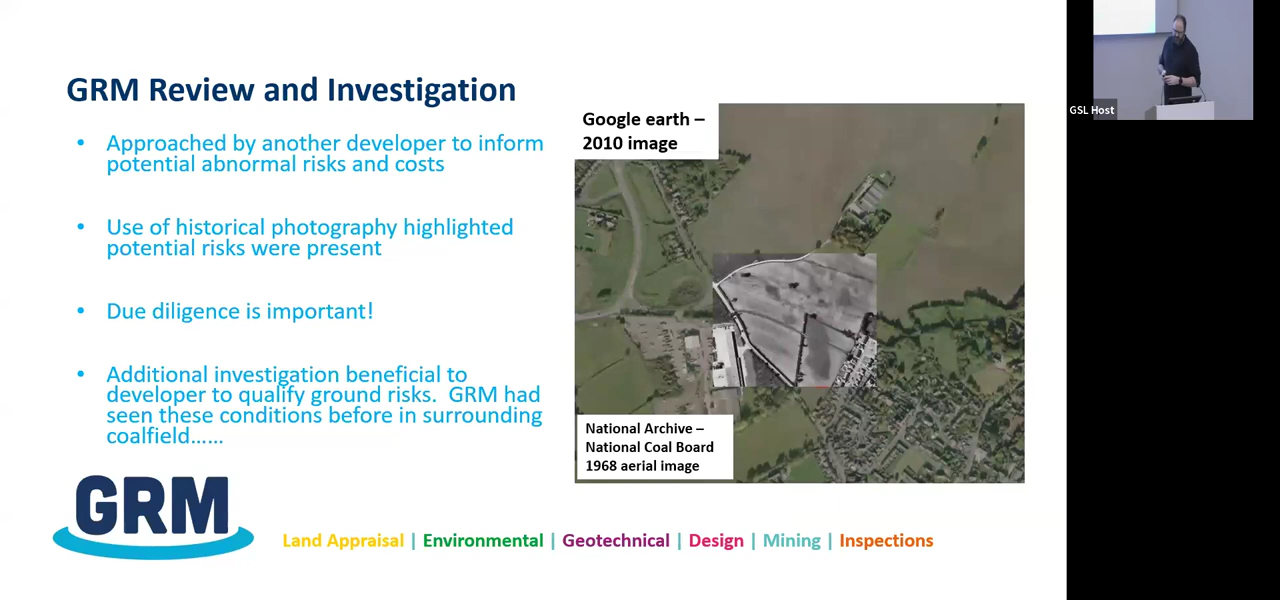 GRM Review and Investigation
• Approached by another developer to inform
potential abnormal risks and costs
• Use of historical photography highlighted
potential risks were present
• Due diligence is important!
• Additional investigation beneficial to
developer to qualify ground risks.  GRM had
seen these conditions before in surrounding
coalfield……
Google earth –
2010 image
National Archive –
National Coal Board
1968 aerial image
GRM
Land Appraisal | Environmental | Geotechnical | Design | Mining | Inspections
GSL Host